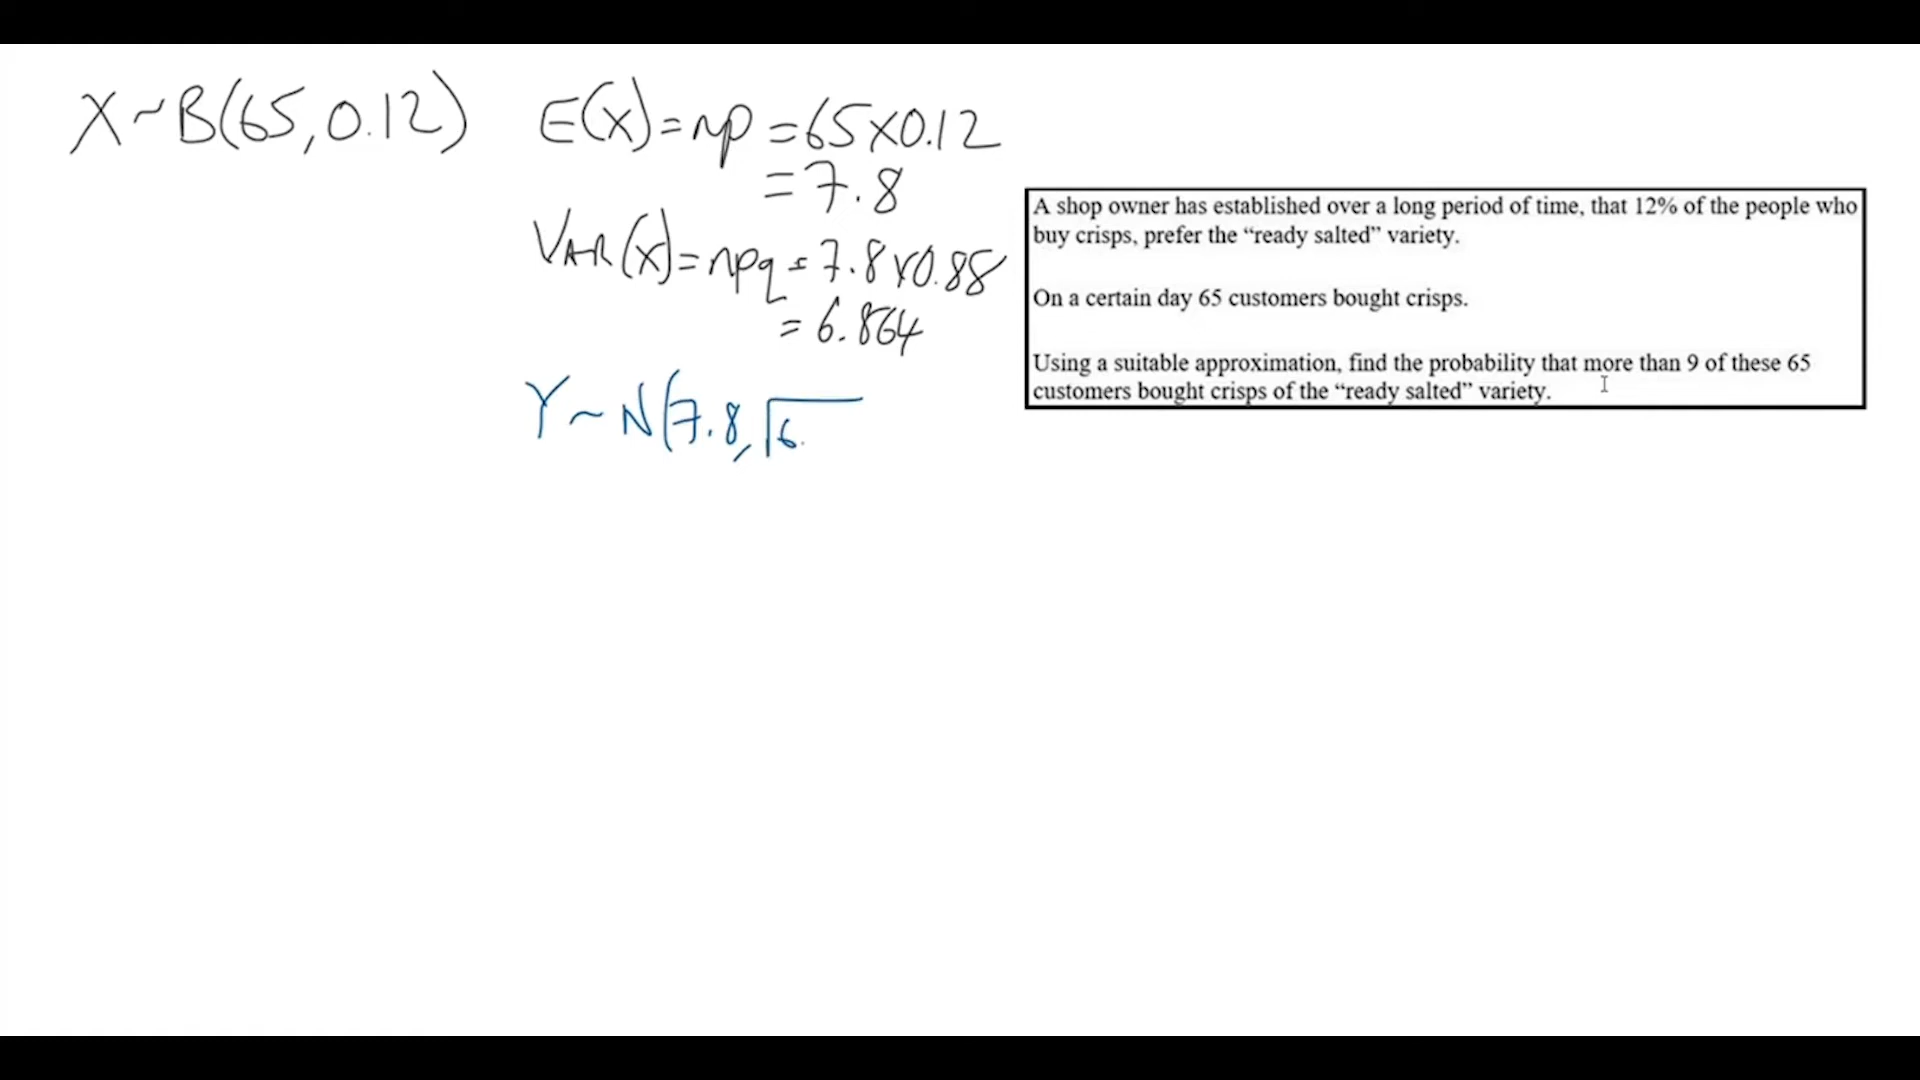 X~B(65,0.12)
E(X)=np=65×0.12
=7.8
VAR(X)=npq=7.8×0.88
=6.864
Y~N(7.8,√6.
A shop owner has established over a long period of time, that 12% of the people who
buy crisps, prefer the “ready salted” variety.
On a certain day 65 customers bought crisps.
Using a suitable approximation, find the probability that more than 9 of these 65
customers bought crisps of the “ready salted” variety.